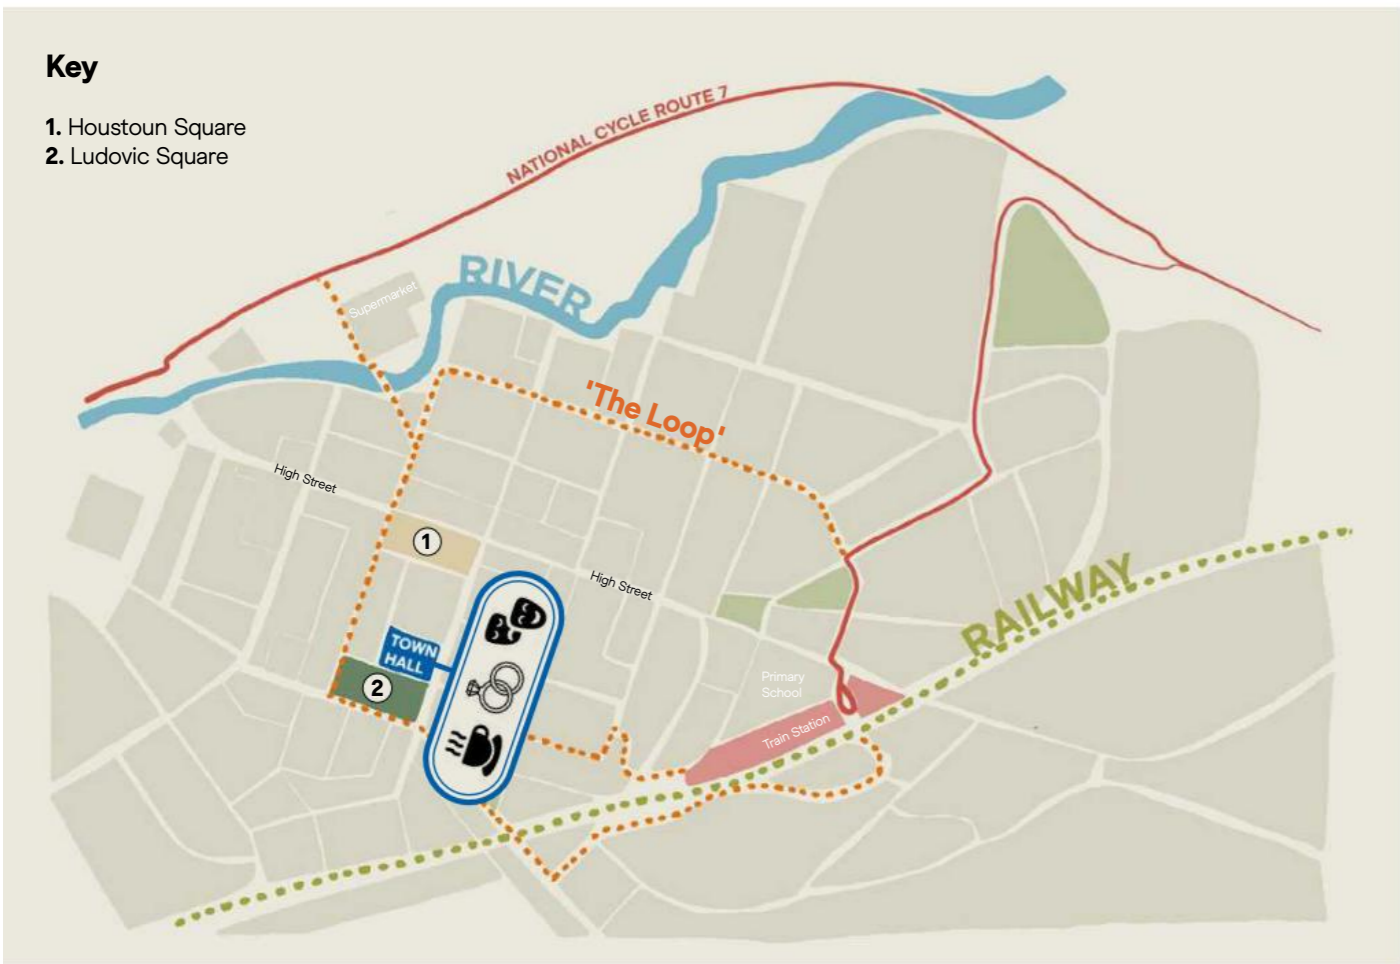 Key
1. Houstoun Square
2. Ludovic Square
NATIONAL CYCLE ROUTE 7
RIVER
Supermarket
'The Loop'
High Street
1
High Street
RAILWAY
TOWN
HALL
2
Primary
School
Train Station